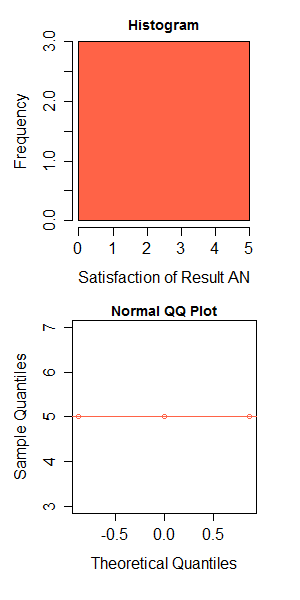 Histogram
Frequency
0.0 1.0 2.0 3.0
0 1 2 3 4 5
Satisfaction of Result AN
Normal QQ Plot
Sample Quantiles
3 4 5 6 7
-0.5 0.0 0.5
Theoretical Quantiles